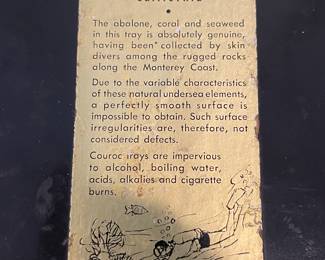 The abalone, coral and seaweed
in this tray is absolutely genuine,
having been collected by skin
divers among the rugged rocks
along the Monterey Coast.
Due to the variable characteristics
of these natural undersea elements,
a perfectly smooth surface is
impossible to obtain. Such surface
irregularities are, therefore, not
considered defects.
Couroc trays are impervious
to alcohol, boiling water,
acids, alkalies and cigarette
burns.